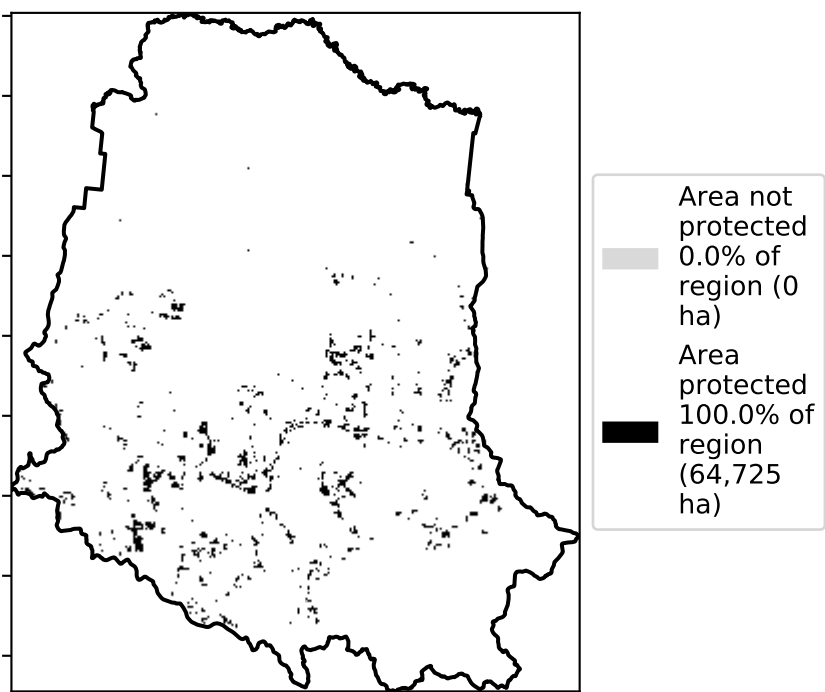 Area not
protected
0.0% of
region (0
ha)
Area
protected
100.0% of
region
(64,725
ha)